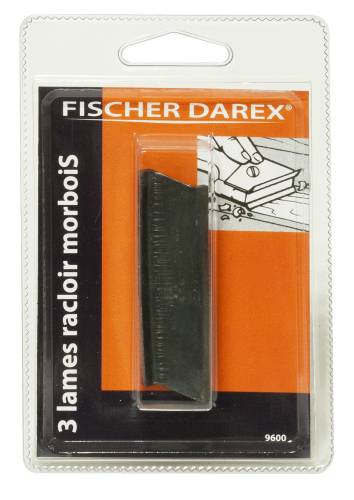 FISCHER DAREX®
3 lames racloir morboiS
9600